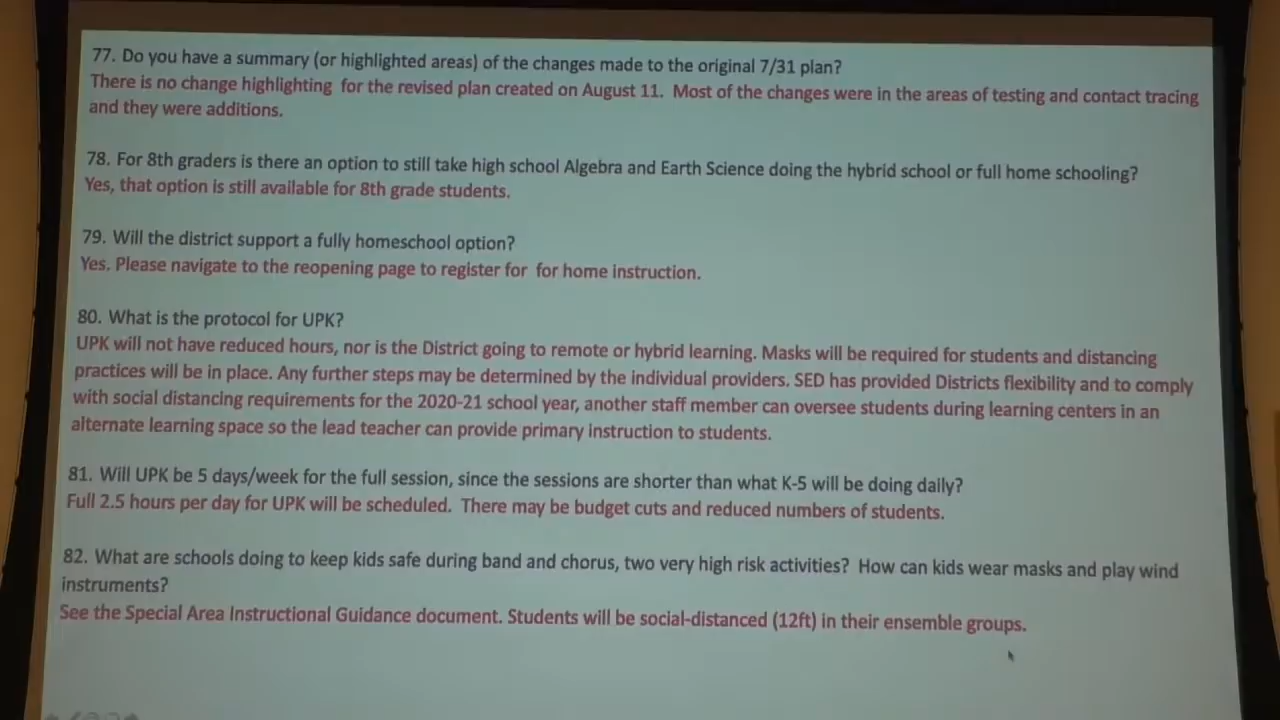 77. Do you have a summary (or highlighted areas) of the changes made to the original 7/31 plan?
There is no change highlighting for the revised plan created on August 11. Most of the changes were in the areas of testing and contact tracing
and they were additions.
78. For 8th graders is there an option to still take high school Algebra and Earth Science doing the hybrid school or full home schooling?
Yes, that option is still available for 8th grade students.
79. Will the district support a fully homeschool option?
Yes. Please navigate to the reopening page to register for for home instruction.
80. What is the protocol for UPK?
UPK will not have reduced hours, nor is the District going to remote or hybrid learning. Masks will be required for students and distancing
practices will be in place. Any further steps may be determined by the individual providers. SED has provided Districts flexibility and to comply
with social distancing requirements for the 2020-21 school year, another staff member can oversee students during learning centers in an
alternate learning space so the lead teacher can provide primary instruction to students.
81. Will UPK be 5 days/week for the full session, since the sessions are shorter than what K-5 will be doing daily?
Full 2.5 hours per day for UPK will be scheduled. There may be budget cuts and reduced numbers of students.
82. What are schools doing to keep kids safe during band and chorus, two very high risk activities? How can kids wear masks and play wind
instruments?
See the Special Area Instructional Guidance document. Students will be social-distanced (12ft) in their ensemble groups.